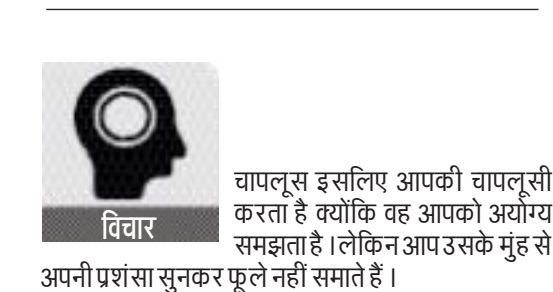 विचार
चापलूस इसलिए आपकी चापलूसी
करता है क्योंकि वह आपको अयोग्य
समझता है । लेकिन आप उसके मुंह से
अपनी प्रशंसा सुनकर फूले नहीं समाते हैं ।